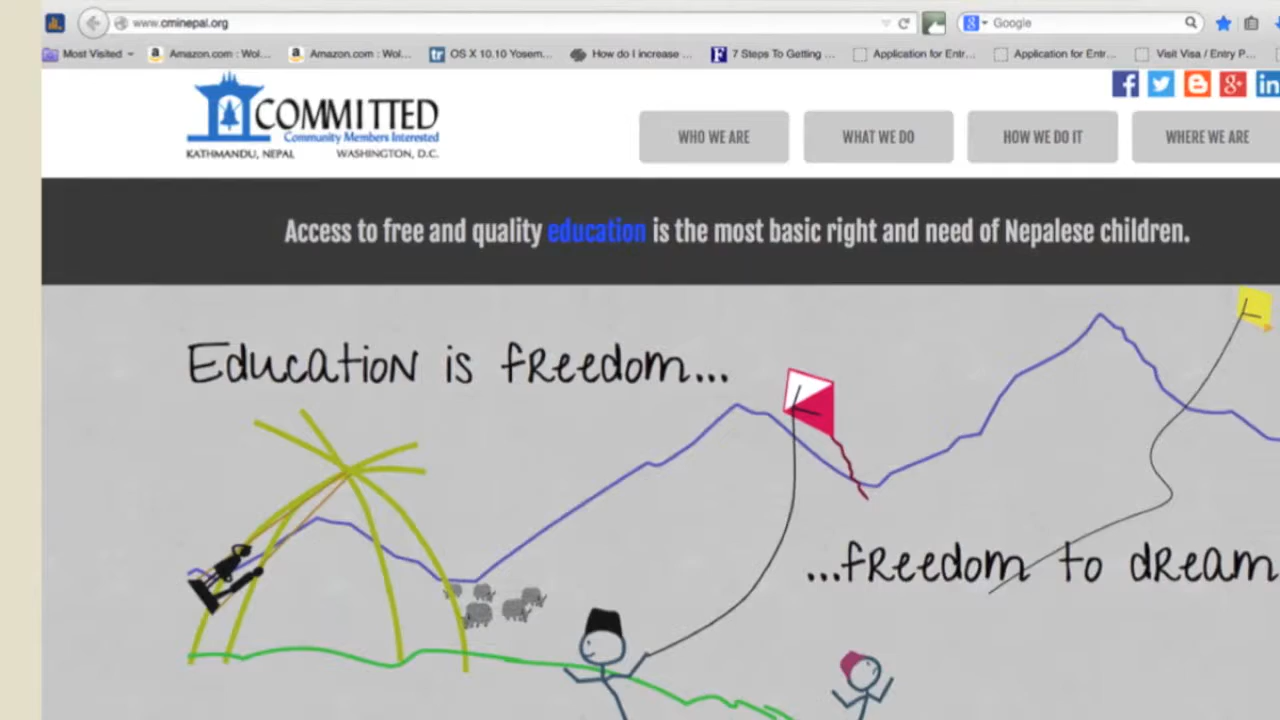 www.cminepal.org
Google
Most Visited
Amazon.com : Wol...
Amazon.com : Wol...
OS X 10.10 Yosem...
How do I increase ...
7 Steps To Getting ...
Application for Entr...
Application for Entr...
Visit Visa / Entry P...
COMMITTED
Community Members Interested
KATHMANDU, NEPAL WASHINGTON, D.C.
WHO WE ARE
WHAT WE DO
HOW WE DO IT
WHERE WE ARE
Access to free and quality education is the most basic right and need of Nepalese children.
Education is freedom...
...freedom to dream